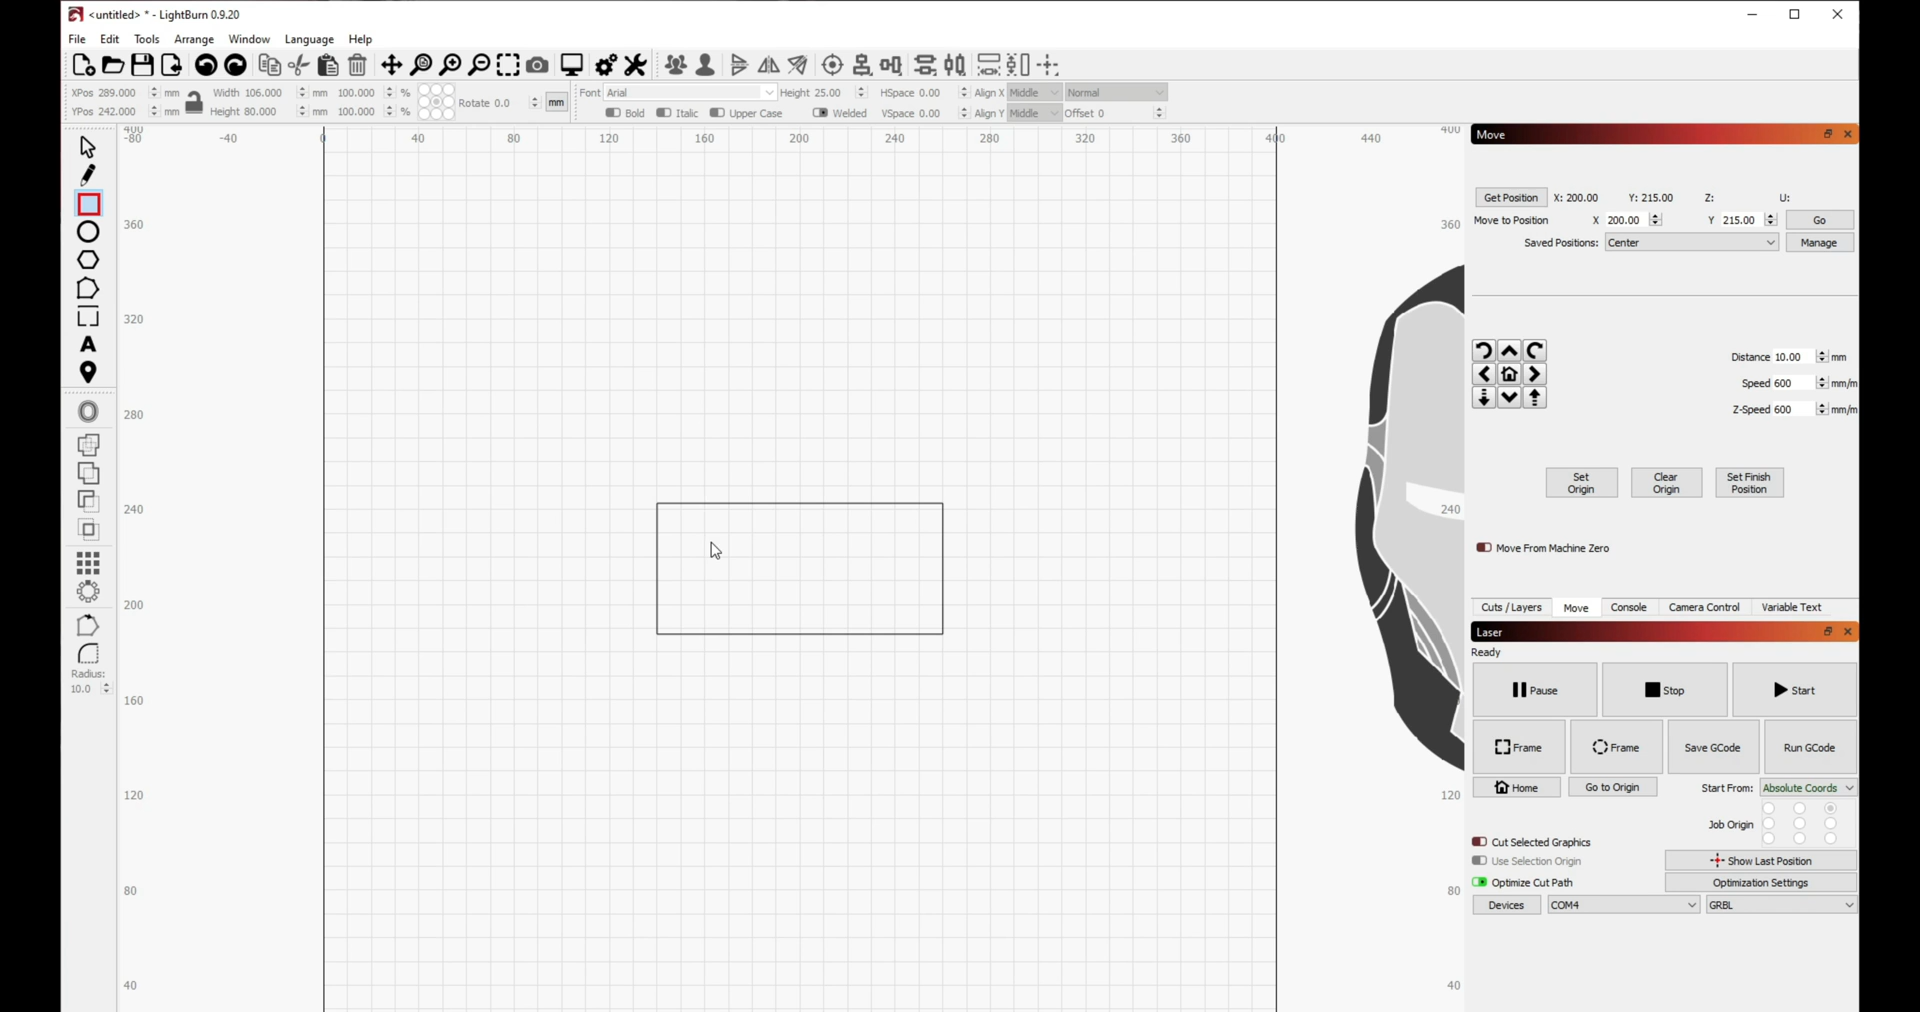 <untitled> * - LightBurn 0.9.20
File Edit Tools Arrange Window Language Help
XPos 289.000 mm Width 106.000 mm 100.000 % Rotate 0.0 mm Font Arial Height 25.00 HSpace 0.00 Align X Middle Normal
YPos 242.000 mm Height 80.000 mm 100.000 % Bold Italic Upper Case Welded VSpace 0.00 Align Y Middle Offset 0
400 400
-80 -40 0 40 80 120 160 200 240 280 320 360 400 440
Move
Get Position X: 200.00 Y: 215.00 Z: U:
Move to Position X 200.00 Y 215.00 Go
360 360
Saved Positions: Center Manage
320
Distance 10.00 mm
Speed 600 mm/m
Z-Speed 600 mm/m
280
Set Origin Clear Origin Set Finish Position
240 240
Move From Machine Zero
200
Cuts / Layers Move Console Camera Control Variable Text
Laser
Ready
Radius:
10.0
Pause Stop Start
160
Frame Frame Save GCode Run GCode
Home Go to Origin Start From: Absolute Coords
120 120
Job Origin
Cut Selected Graphics
Use Selection Origin Show Last Position
Optimize Cut Path Optimization Settings
80 80
Devices COM4 GRBL
40 40